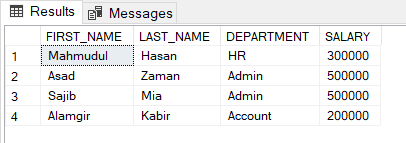 Results Messages
FIRST_NAME LAST_NAME DEPARTMENT SALARY
1 Mahmudul Hasan HR 300000
2 Asad Zaman Admin 500000
3 Sajib Mia Admin 500000
4 Alamgir Kabir Account 200000